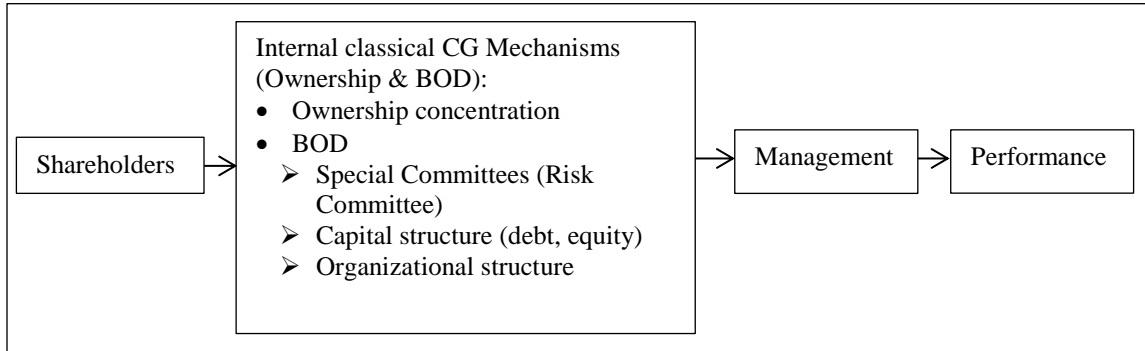 Shareholders
Internal classical CG Mechanisms
(Ownership & BOD):
• Ownership concentration
• BOD
➢ Special Committees (Risk
Committee)
➢ Capital structure (debt, equity)
➢ Organizational structure
Management
Performance